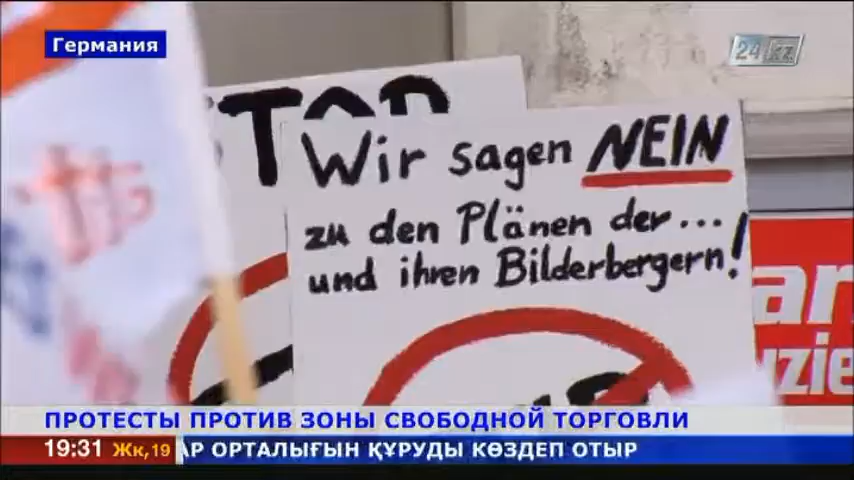 Германия
24 kz
STOP
Wir sagen NEIN
zu den Plänen der...
und ihren Bilderbergern!
ПРОТЕСТЫ ПРОТИВ ЗОНЫ СВОБОДНОЙ ТОРГОВЛИ
19:31 Жк,19 АР ОРТАЛЫҒЫН ҚҰРУДЫ КӨЗДЕП ОТЫР